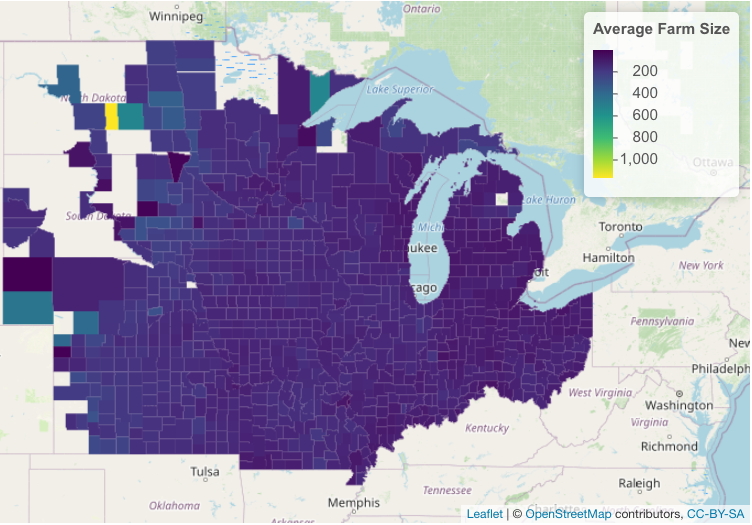 Winnipeg
Ontario
Average Farm Size
200
400
600
800
1,000
Lake Superior
North Dakota
Ottawa
South Dakota
Lake Huron
Michi
Toronto
ukee
Hamilton
New York
oit
cago
Pennsylvania
New
Philadelph
West Virginia
Washington
Virginia
Kentucky
Richmond
Tulsa
Raleigh
Tennessee
Oklahoma
Memphis
Arkansas
Leaflet | © OpenStreetMap contributors, CC-BY-SA